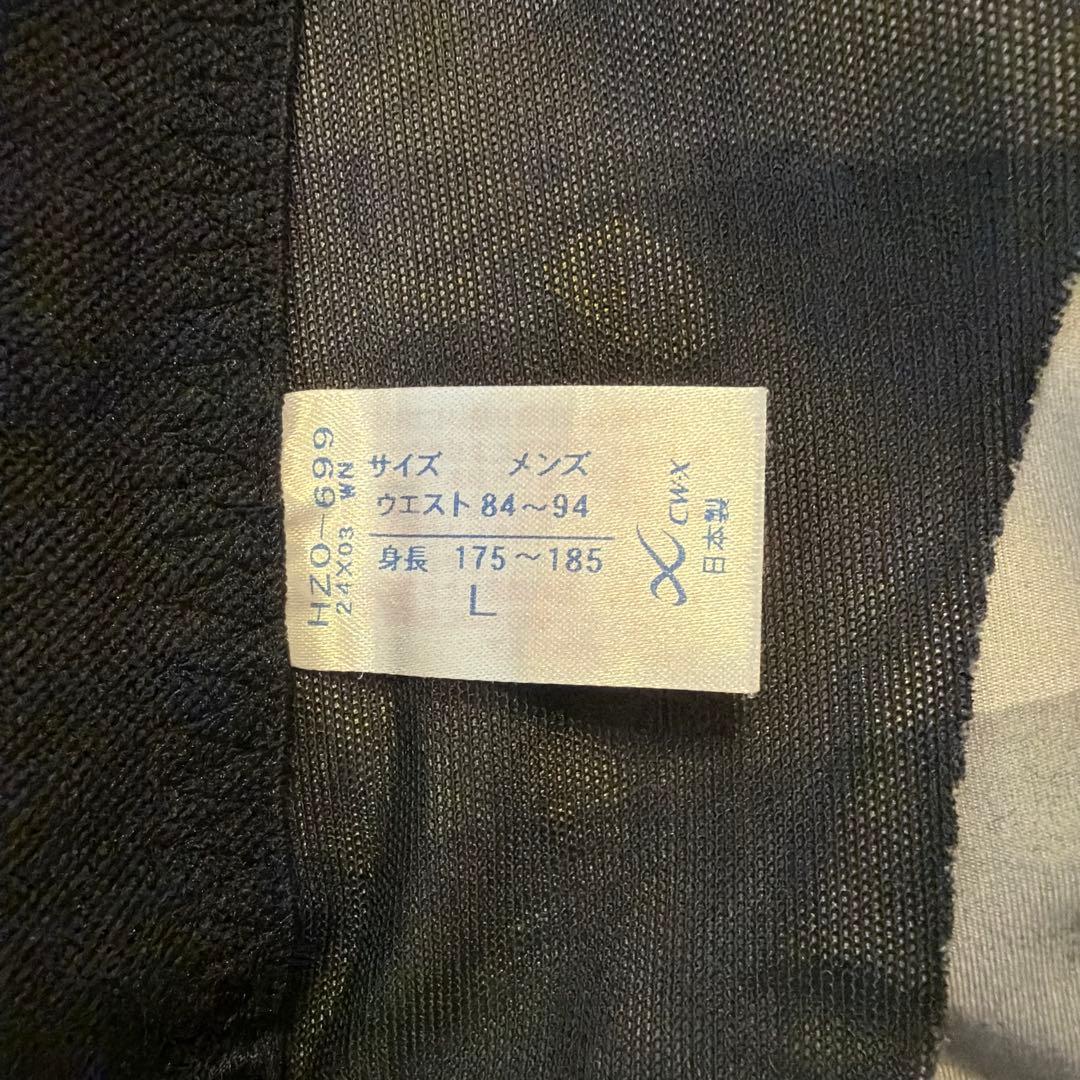 サイズ メンズ
ウエスト 84～94
身長 175～185
L
HZO-699
24X03 WN
CW-X
日本製